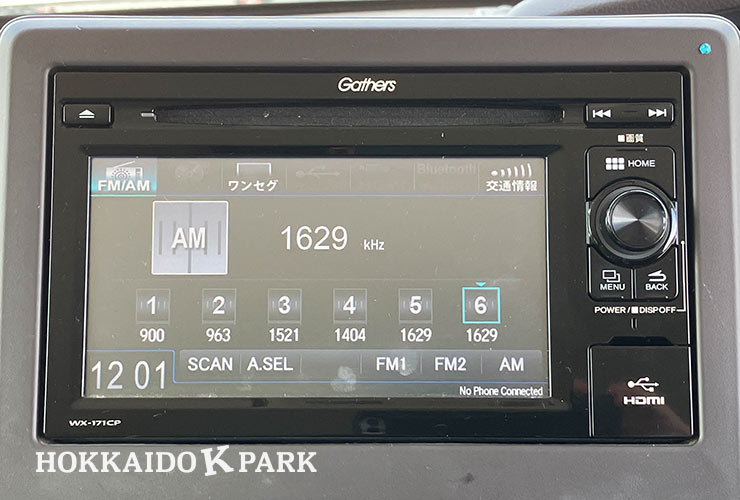 Gathers
■画質
HOME
FM/AM
ワンセグ
Bluetooth
交通情報
AM
1629 kHz
1 2 3 4 5 6
900 963 1521 1404 1629 1629
MENU BACK
POWER/■DISP OFF
12 01
SCAN A.SEL FM1 FM2 AM
No Phone Connected
HDMI
WX-171CP
HOKKAIDO K PARK